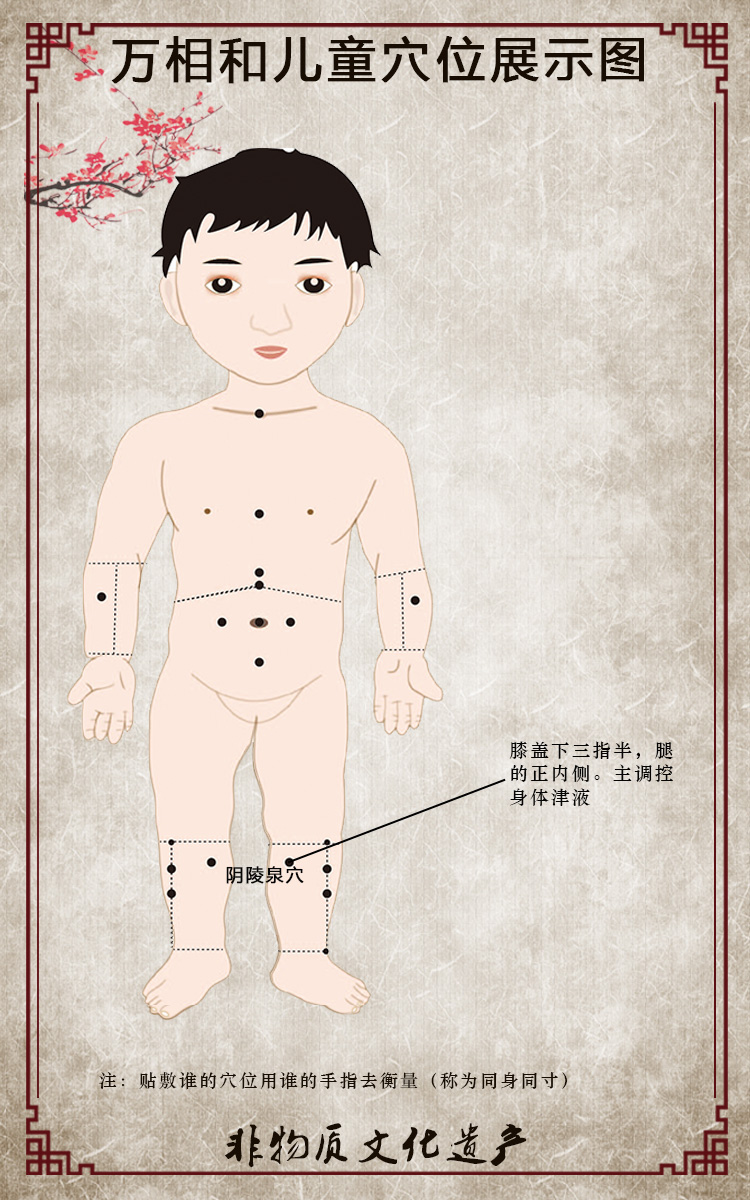 万相和儿童穴位展示图
膝盖下三指半，腿
的正内侧。主调控
身体津液
阴陵泉穴
注：贴敷谁的穴位用谁的手指去衡量（称为同身同寸）
非物质文化遗产